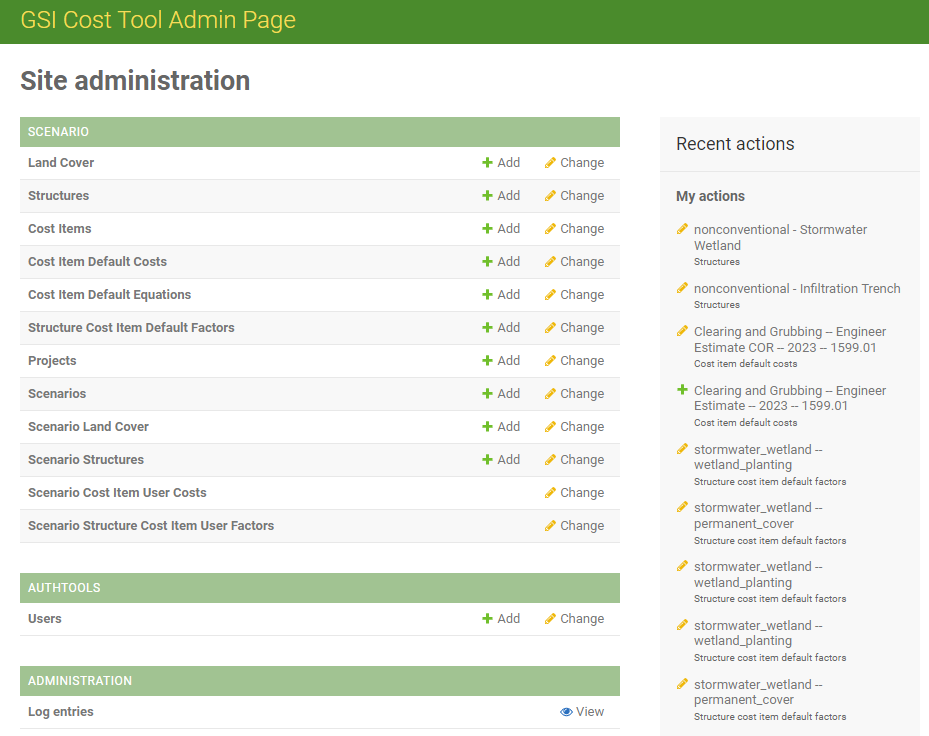 GSI Cost Tool Admin Page
Site administration
SCENARIO
Land Cover Add Change
Structures Add Change
Cost Items Add Change
Cost Item Default Costs Add Change
Cost Item Default Equations Add Change
Structure Cost Item Default Factors Add Change
Projects Add Change
Scenarios Add Change
Scenario Land Cover Add Change
Scenario Structures Add Change
Scenario Cost Item User Costs Change
Scenario Structure Cost Item User Factors Change
AUTHTOOLS
Users Add Change
ADMINISTRATION
Log entries View
Recent actions
My actions
nonconventional - Stormwater
Wetland
Structures
nonconventional - Infiltration Trench
Structures
Clearing and Grubbing -- Engineer
Estimate COR -- 2023 -- 1599.01
Cost item default costs
Clearing and Grubbing -- Engineer
Estimate -- 2023 -- 1599.01
Cost item default costs
stormwater_wetland --
wetland_planting
Structure cost item default factors
stormwater_wetland --
permanent_cover
Structure cost item default factors
stormwater_wetland --
wetland_planting
Structure cost item default factors
stormwater_wetland --
wetland_planting
Structure cost item default factors
stormwater_wetland --
permanent_cover
Structure cost item default factors